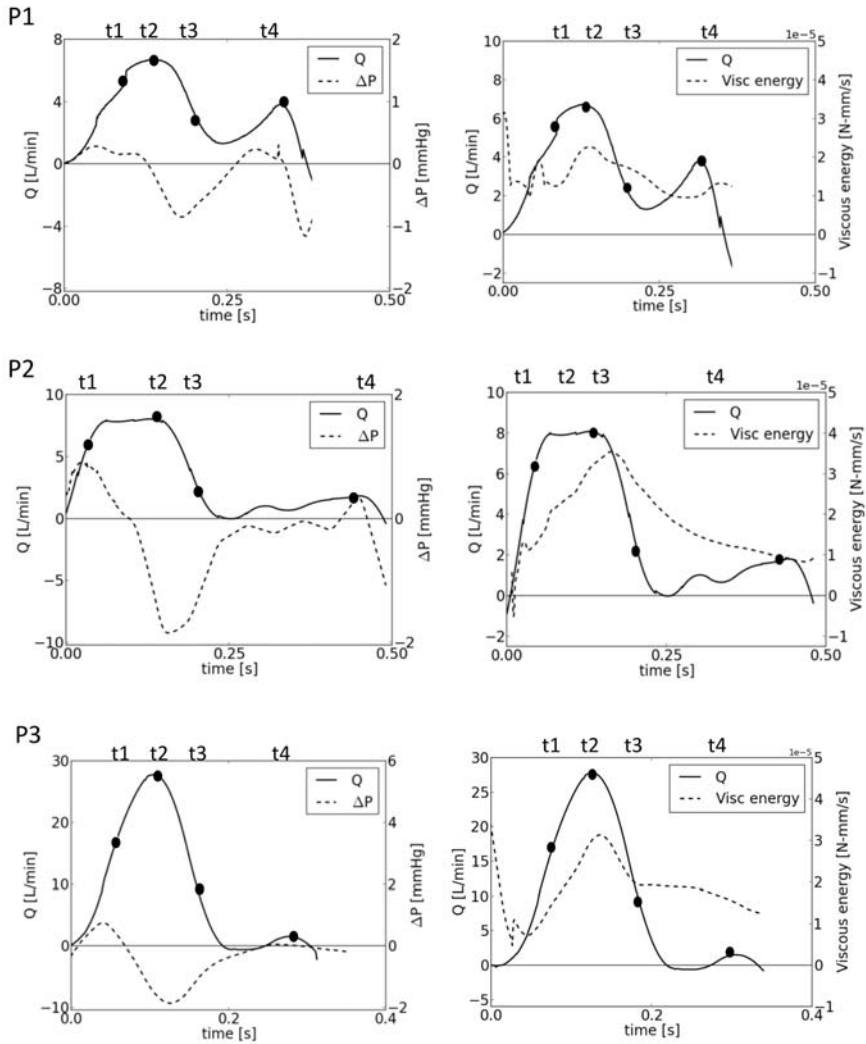 P1
t1 t2 t3 t4
10
8
4
0
−4
−8
0.00 0.25 0.50
2
1
0
−1
−2
Q [L/min]
ΔP [mmHg]
time [s]
Q
ΔP
t1 t2 t3 t4
1e−5
10
8
6
4
2
0
−2
0.00 0.25 0.50
5
4
3
2
1
0
−1
Q [L/min]
Viscous energy [N-mm/s]
time [s]
Q
Visc energy
P2
t1 t2 t3 t4
10
5
0
−5
−10
0.00 0.25 0.50
2
0
−2
Q [L/min]
ΔP [mmHg]
time [s]
Q
ΔP
t1 t2 t3 t4
1e−5
10
8
6
4
2
0
−2
0.00 0.25 0.50
5
4
3
2
1
0
−1
Q [L/min]
Viscous energy [N-mm/s]
time [s]
Q
Visc energy
P3
t1 t2 t3 t4
30
20
10
0
−10
0.0 0.2 0.4
6
4
2
0
−2
Q [L/min]
ΔP [mmHg]
time [s]
Q
ΔP
t1 t2 t3 t4
1e−5
30
25
20
15
10
5
0
−5
0.0 0.2 0.4
5
4
3
2
1
0
−1
Q [L/min]
Viscous energy [N-mm/s]
time [s]
Q
Visc energy